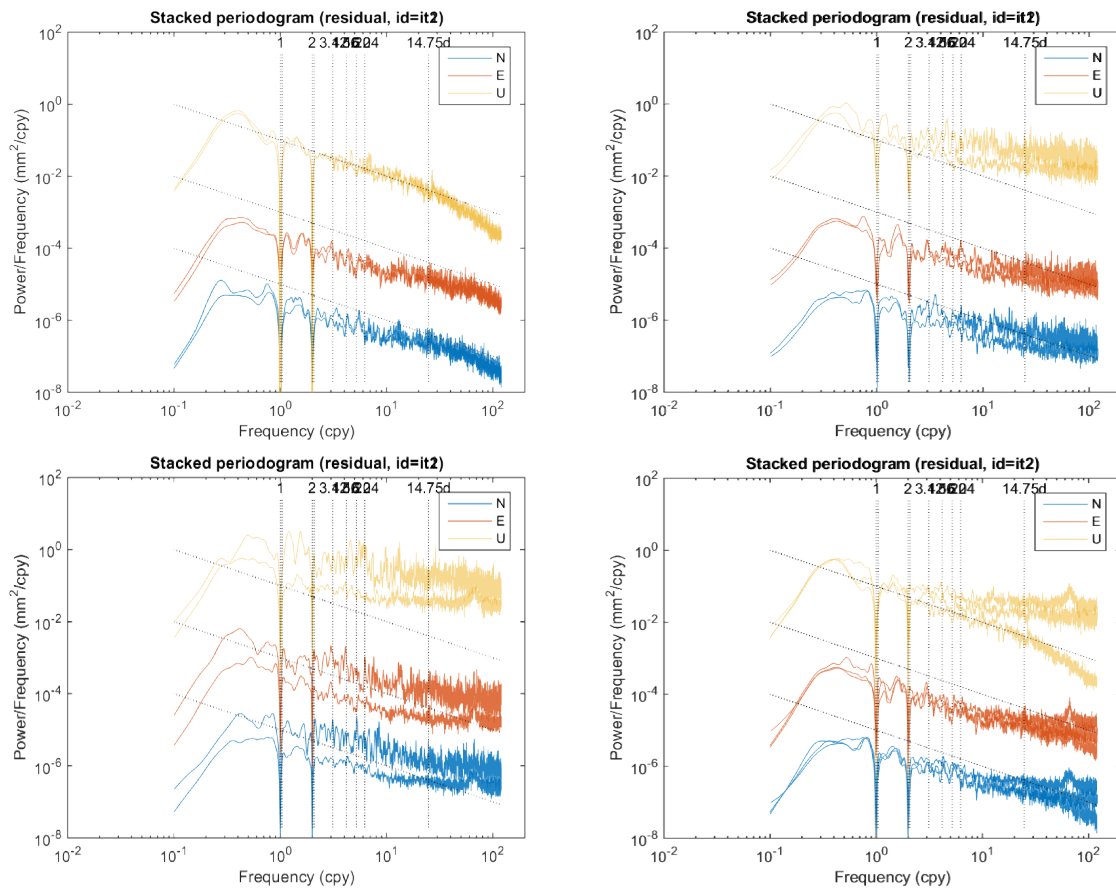 Stacked periodogram (residual, id=it2)
10^2
1 2 3.4 14.75d
N
E
U
10^0
10^-2
10^-4
10^-6
10^-8
Power/Frequency (mm^2/cpy)
10^-2 10^-1 10^0 10^1 10^2
Frequency (cpy)
Stacked periodogram (residual, id=it2)
10^2
1 2 3.4 14.75d
N
E
U
10^0
10^-2
10^-4
10^-6
10^-8
Power/Frequency (mm^2/cpy)
10^-2 10^-1 10^0 10^1 10^2
Frequency (cpy)
Stacked periodogram (residual, id=it2)
10^2
1 2 3.4 14.75d
N
E
U
10^0
10^-2
10^-4
10^-6
10^-8
Power/Frequency (mm^2/cpy)
10^-2 10^-1 10^0 10^1 10^2
Frequency (cpy)
Stacked periodogram (residual, id=it2)
10^2
1 2 3.4 14.75d
N
E
U
10^0
10^-2
10^-4
10^-6
10^-8
Power/Frequency (mm^2/cpy)
10^-2 10^-1 10^0 10^1 10^2
Frequency (cpy)